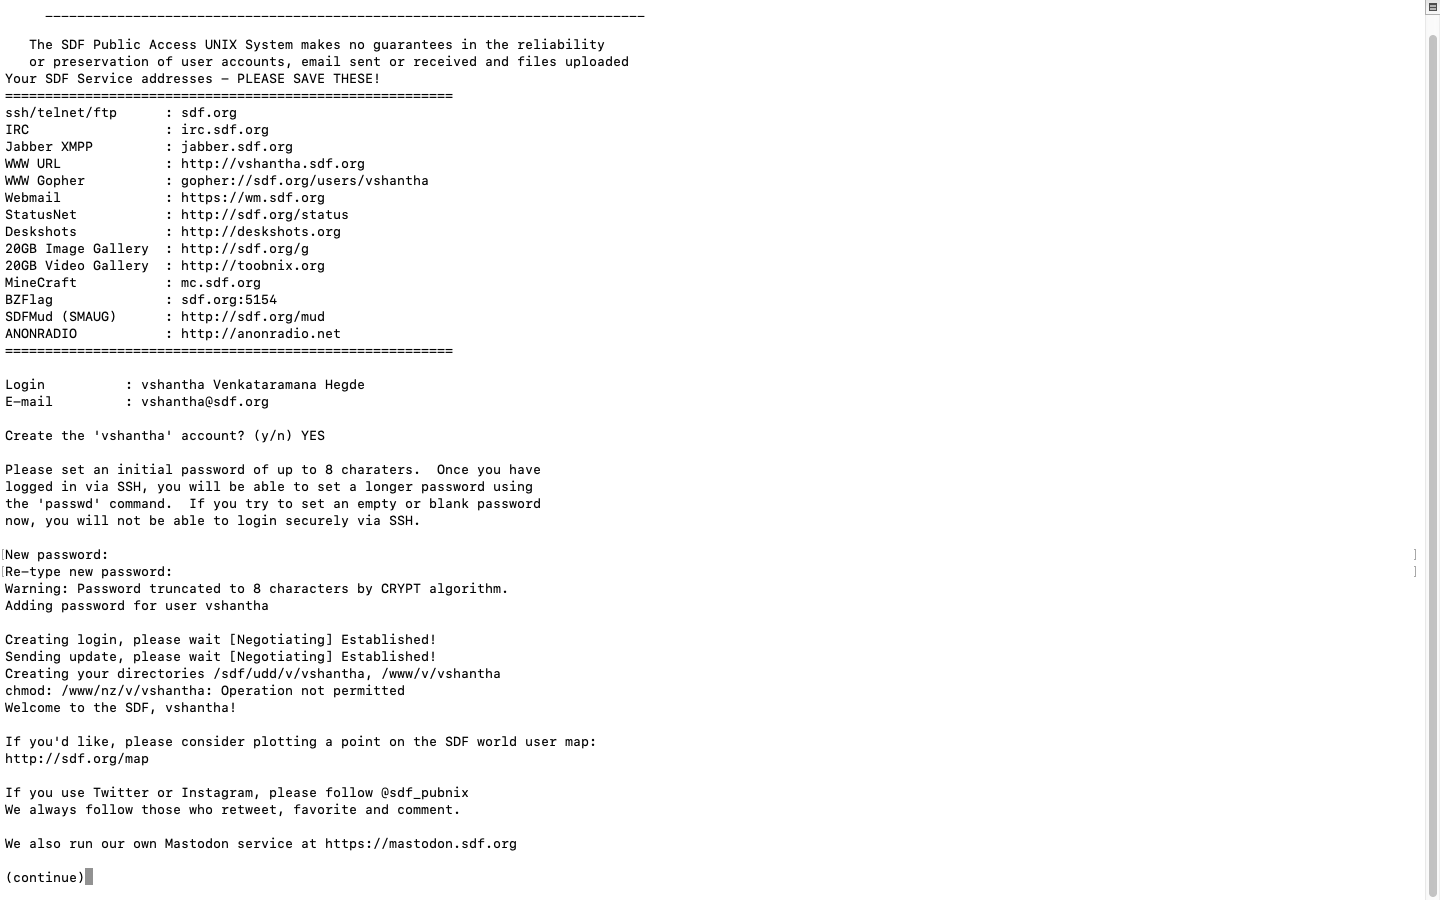 ---------------------------------------------------------------------------
The SDF Public Access UNIX System makes no guarantees in the reliability
or preservation of user accounts, email sent or received and files uploaded
Your SDF Service addresses - PLEASE SAVE THESE!
========================================================
ssh/telnet/ftp      : sdf.org
IRC                 : irc.sdf.org
Jabber XMPP         : jabber.sdf.org
WWW URL             : http://vshantha.sdf.org
WWW Gopher          : gopher://sdf.org/users/vshantha
Webmail             : https://wm.sdf.org
StatusNet           : http://sdf.org/status
Deskshots           : http://deskshots.org
20GB Image Gallery  : http://sdf.org/g
20GB Video Gallery  : http://toobnix.org
MineCraft           : mc.sdf.org
BZFlag              : sdf.org:5154
SDFMud (SMAUG)      : http://sdf.org/mud
ANONRADIO           : http://anonradio.net
========================================================
Login          : vshantha Venkataramana Hegde
E-mail         : vshantha@sdf.org
Create the 'vshantha' account? (y/n) YES
Please set an initial password of up to 8 charaters.  Once you have
logged in via SSH, you will be able to set a longer password using
the 'passwd' command.  If you try to set an empty or blank password
now, you will not be able to login securely via SSH.
[New password: ]
[Re-type new password: ]
Warning: Password truncated to 8 characters by CRYPT algorithm.
Adding password for user vshantha
Creating login, please wait [Negotiating] Established!
Sending update, please wait [Negotiating] Established!
Creating your directories /sdf/udd/v/vshantha, /www/v/vshantha
chmod: /www/nz/v/vshantha: Operation not permitted
Welcome to the SDF, vshantha!
If you'd like, please consider plotting a point on the SDF world user map:
http://sdf.org/map
If you use Twitter or Instagram, please follow @sdf_pubnix
We always follow those who retweet, favorite and comment.
We also run our own Mastodon service at https://mastodon.sdf.org
(continue)